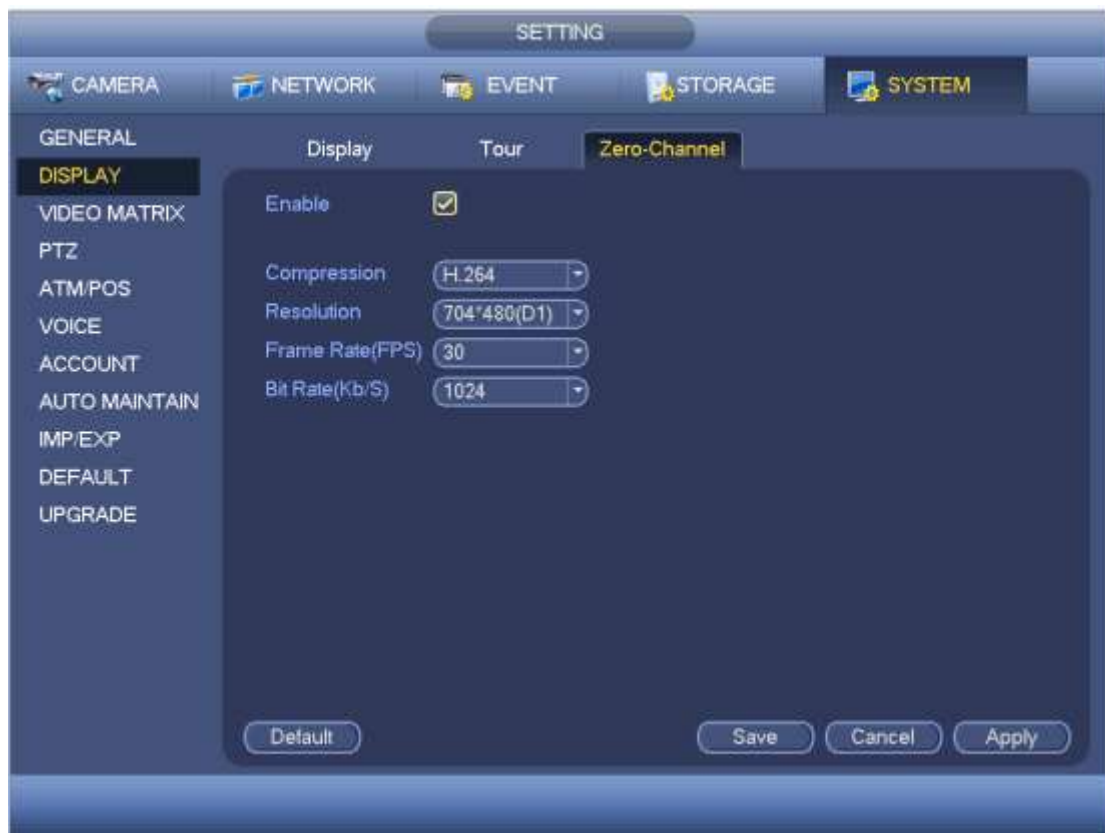 SETTING
CAMERA NETWORK EVENT STORAGE SYSTEM
GENERAL
DISPLAY
VIDEO MATRIX
PTZ
ATM/POS
VOICE
ACCOUNT
AUTO MAINTAIN
IMP/EXP
DEFAULT
UPGRADE
Display Tour Zero-Channel
Enable
Compression H.264
Resolution 704*480(D1)
Frame Rate(FPS) 30
Bit Rate(Kb/S) 1024
Default Save Cancel Apply